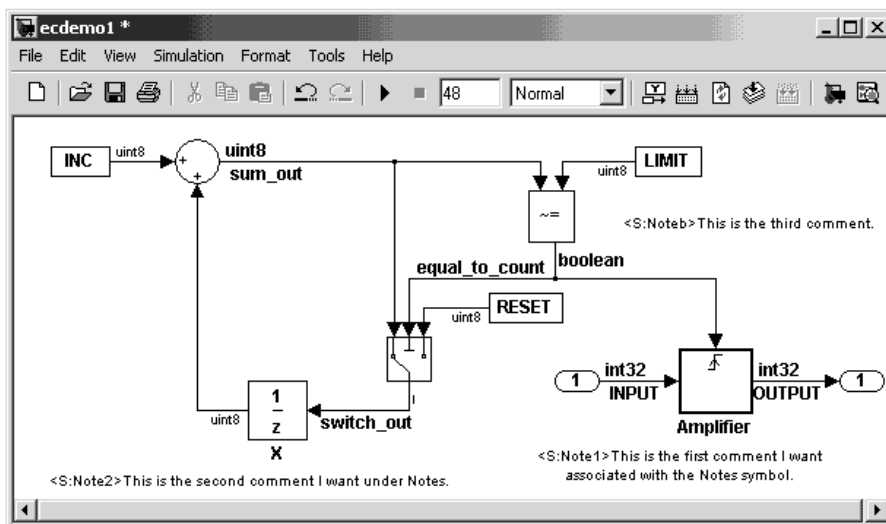 ecdemo1 *
File Edit View Simulation Format Tools Help
48 Normal
INC uint8 + + uint8
sum_out
uint8 LIMIT
~=
<S:Noteb>This is the third comment.
equal_to_count boolean
uint8 RESET
1 int32 INPUT
int32 OUTPUT 1
Amplifier
uint8 1
z
switch_out
X
<S:Note1>This is the first comment I want
associated with the Notes symbol.
<S:Note2>This is the second comment I want under Notes.